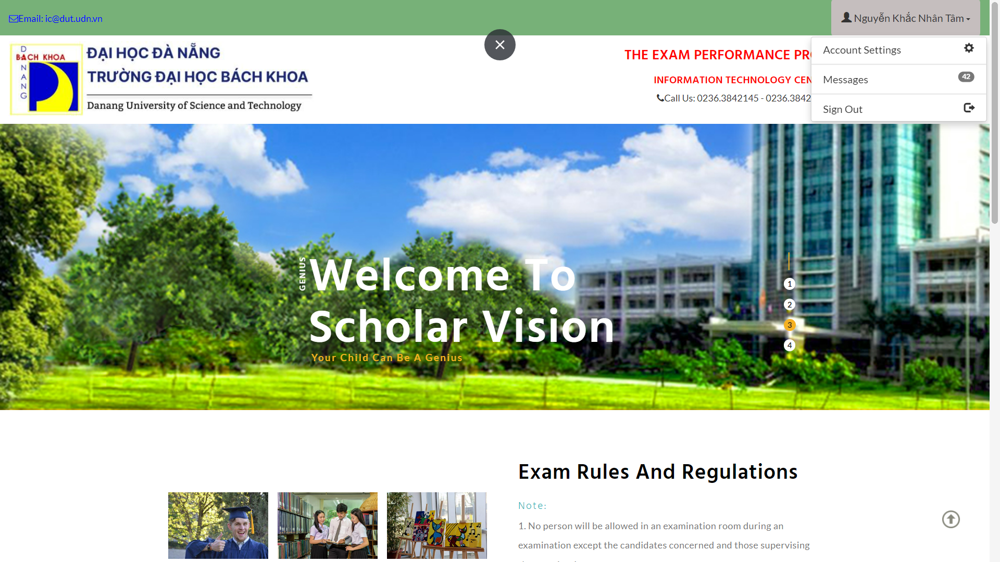 Email: ic@dut.udn.vn
Nguyễn Khắc Nhân Tâm
DANANG
BACH KHOA
ĐẠI HỌC ĐÀ NẴNG
TRƯỜNG ĐẠI HỌC BÁCH KHOA
Danang University of Science and Technology
THE EXAM PERFORMANCE
INFORMATION TECHNOLOGY
Call Us: 0236.3842145 - 0236.3842
Account Settings
Messages 42
Sign Out
GENIUS
Welcome To
Scholar Vision
Your Child Can Be A Genius
1
2
3
4
Exam Rules And Regulations
Note:
1. No person will be allowed in an examination room during an
examination except the candidates concerned and those supervising